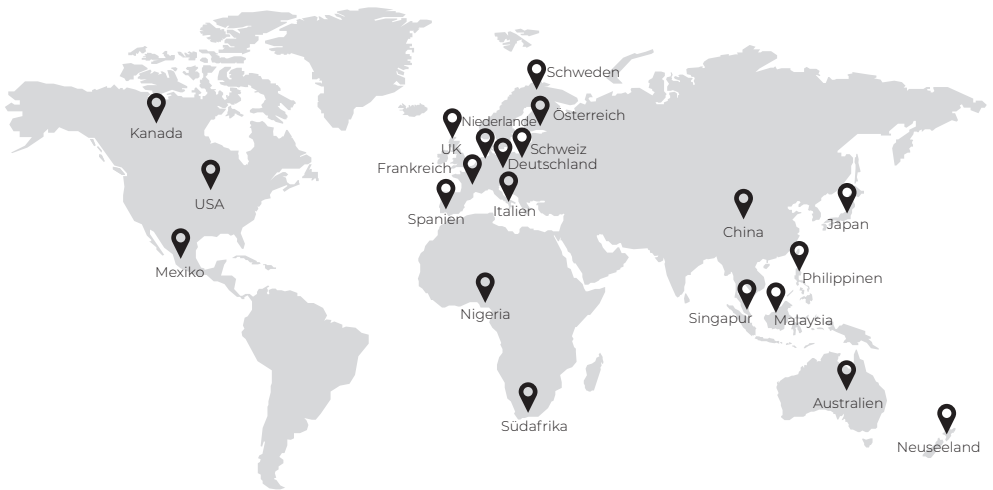 Schweden
Österreich
Niederlande
Kanada
UK
Schweiz
Deutschland
Frankreich
USA
Italien
Spanien
Japan
China
Mexiko
Philippinen
Nigeria
Singapur
Malaysia
Australien
Südafrika
Neuseeland